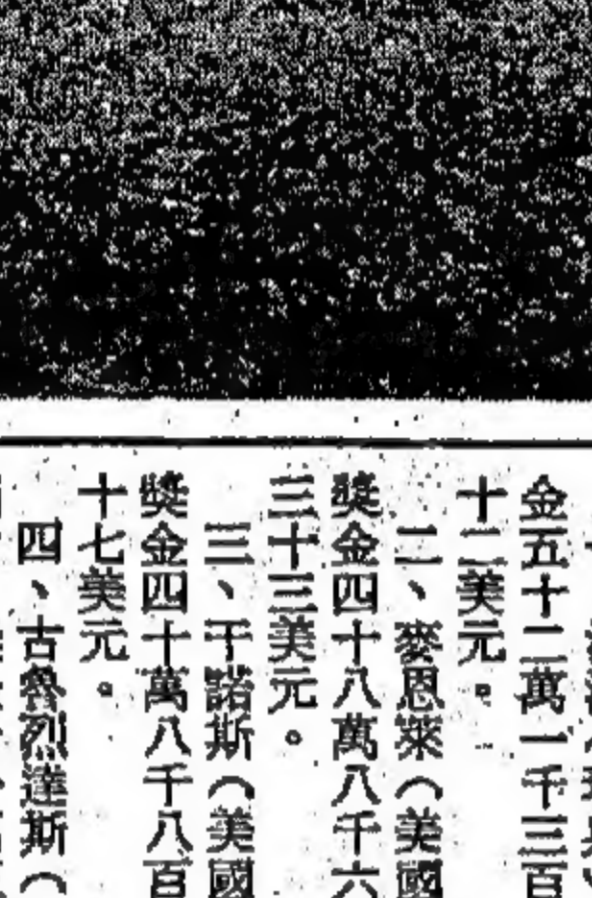 金五十二萬一千三百
十二美元。
二、麥恩萊（美國
獎金四十八萬八千六
三十三美元。
三、干諾斯（美國
獎金四十萬八千八百
十七美元。
四、古魯烈達斯（